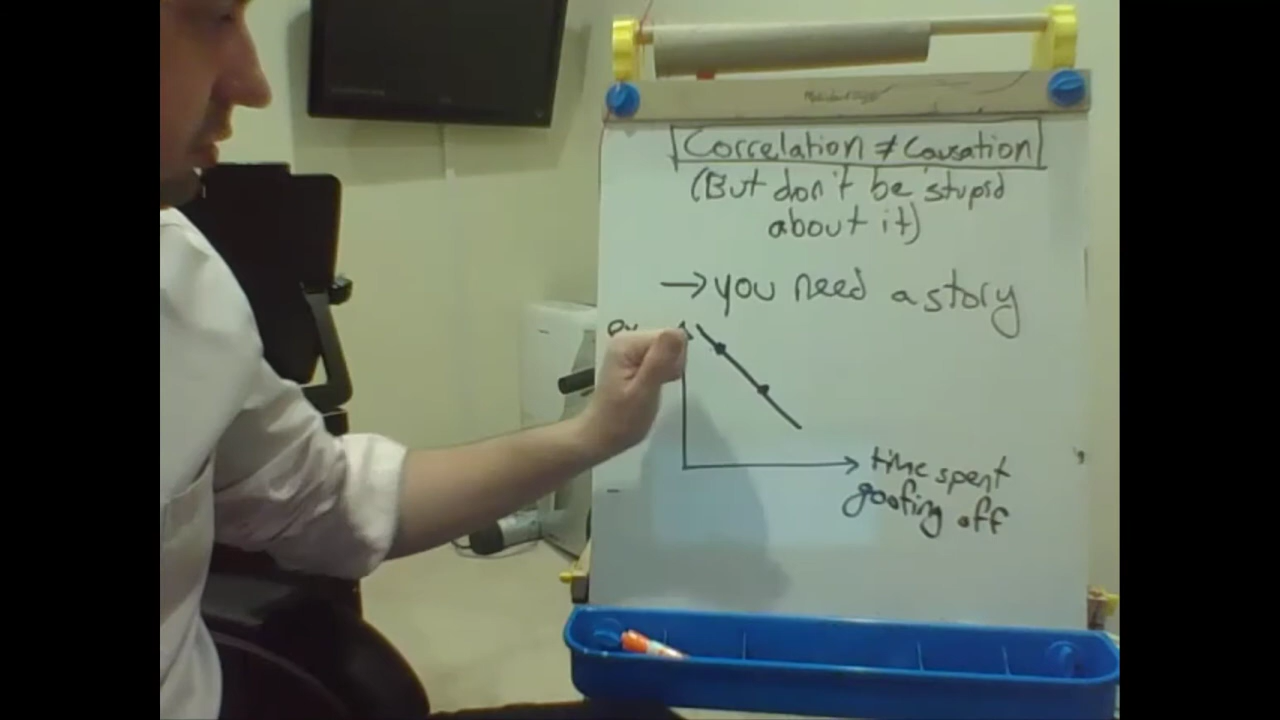 Correlation ≠ Causation
(But don't be stupid
about it)
→ you need a story
time spent
goofing off